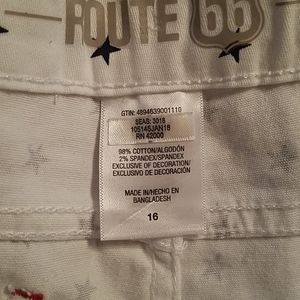 ROUTE 66
GTIN: 4894639001110
SEAS: 3018
105145JAN18
RN 42000
98% COTTON/ALGODÓN
2% SPANDEX/SPANDEX
EXCLUSIVE OF DECORATION/
EXCLUSIVO DE DECORACIÓN
MADE IN/HECHO EN
BANGLADESH
16